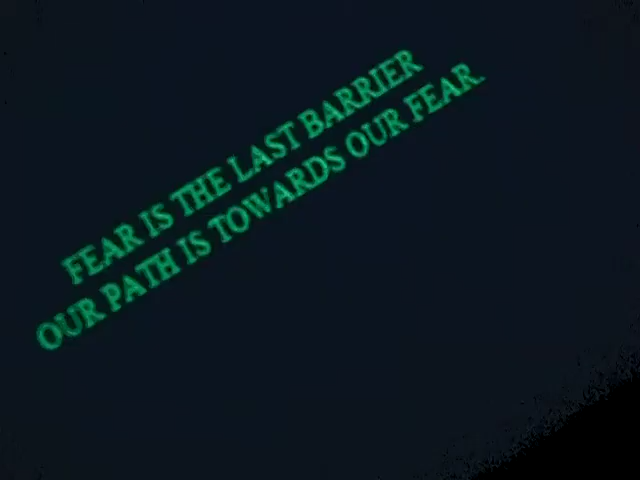 FEAR IS THE LAST BARRIER
OUR PATH IS TOWARDS OUR FEAR.